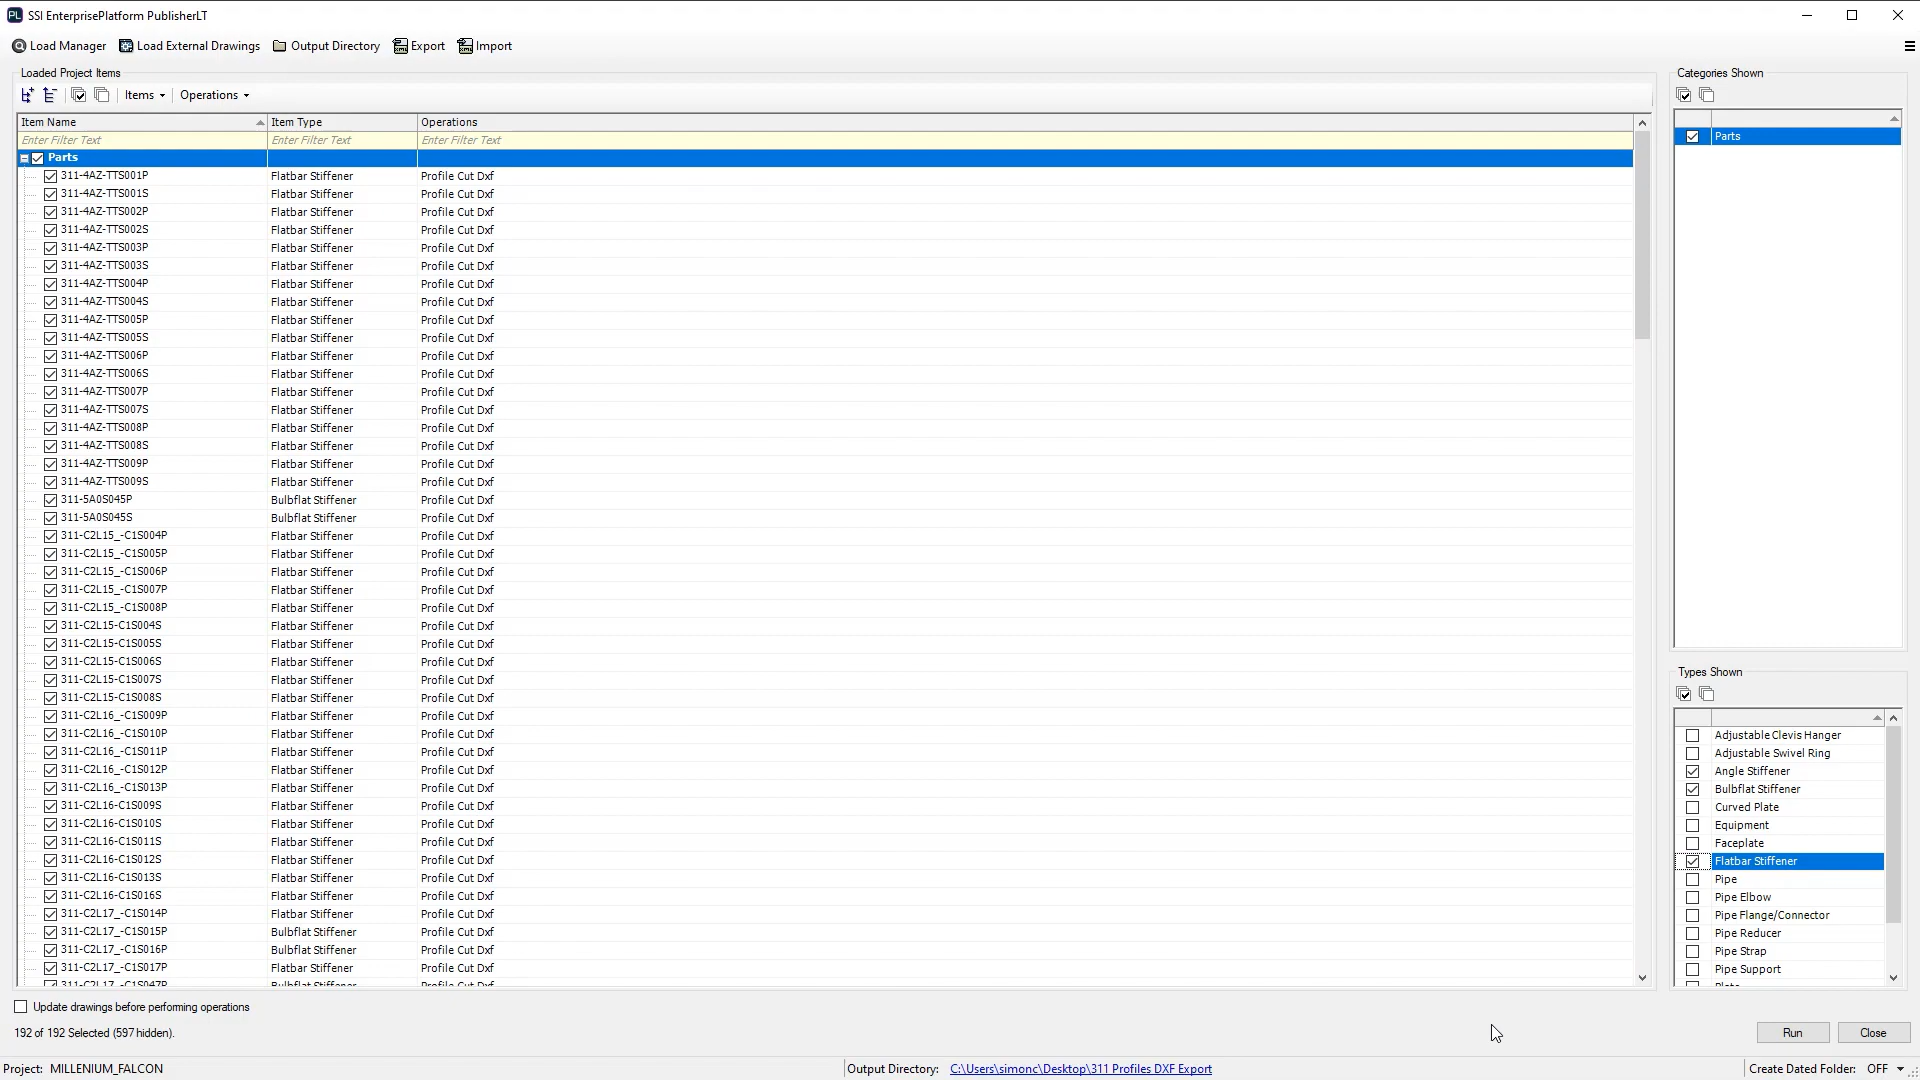 SSI EnterprisePlatform PublisherLT
Load Manager Load External Drawings Output Directory Export Import
Loaded Project Items
Items Operations
Item Name Item Type Operations
Enter Filter Text Enter Filter Text Enter Filter Text
Parts
311-4AZ-TTS001P Flatbar Stiffener Profile Cut Dxf
311-4AZ-TTS001S Flatbar Stiffener Profile Cut Dxf
311-4AZ-TTS002P Flatbar Stiffener Profile Cut Dxf
311-4AZ-TTS002S Flatbar Stiffener Profile Cut Dxf
311-4AZ-TTS003P Flatbar Stiffener Profile Cut Dxf
311-4AZ-TTS003S Flatbar Stiffener Profile Cut Dxf
311-4AZ-TTS004P Flatbar Stiffener Profile Cut Dxf
311-4AZ-TTS004S Flatbar Stiffener Profile Cut Dxf
311-4AZ-TTS005P Flatbar Stiffener Profile Cut Dxf
311-4AZ-TTS005S Flatbar Stiffener Profile Cut Dxf
311-4AZ-TTS006P Flatbar Stiffener Profile Cut Dxf
311-4AZ-TTS006S Flatbar Stiffener Profile Cut Dxf
311-4AZ-TTS007P Flatbar Stiffener Profile Cut Dxf
311-4AZ-TTS007S Flatbar Stiffener Profile Cut Dxf
311-4AZ-TTS008P Flatbar Stiffener Profile Cut Dxf
311-4AZ-TTS008S Flatbar Stiffener Profile Cut Dxf
311-4AZ-TTS009P Flatbar Stiffener Profile Cut Dxf
311-4AZ-TTS009S Flatbar Stiffener Profile Cut Dxf
311-5A0S045P Bulbflat Stiffener Profile Cut Dxf
311-5A0S045S Bulbflat Stiffener Profile Cut Dxf
311-C2L15_-C1S004P Flatbar Stiffener Profile Cut Dxf
311-C2L15_-C1S005P Flatbar Stiffener Profile Cut Dxf
311-C2L15_-C1S006P Flatbar Stiffener Profile Cut Dxf
311-C2L15_-C1S007P Flatbar Stiffener Profile Cut Dxf
311-C2L15_-C1S008P Flatbar Stiffener Profile Cut Dxf
311-C2L15-C1S004S Flatbar Stiffener Profile Cut Dxf
311-C2L15-C1S005S Flatbar Stiffener Profile Cut Dxf
311-C2L15-C1S006S Flatbar Stiffener Profile Cut Dxf
311-C2L15-C1S007S Flatbar Stiffener Profile Cut Dxf
311-C2L15-C1S008S Flatbar Stiffener Profile Cut Dxf
311-C2L16_-C1S009P Flatbar Stiffener Profile Cut Dxf
311-C2L16_-C1S010P Flatbar Stiffener Profile Cut Dxf
311-C2L16_-C1S011P Flatbar Stiffener Profile Cut Dxf
311-C2L16_-C1S012P Flatbar Stiffener Profile Cut Dxf
311-C2L16_-C1S013P Flatbar Stiffener Profile Cut Dxf
311-C2L16-C1S009S Flatbar Stiffener Profile Cut Dxf
311-C2L16-C1S010S Flatbar Stiffener Profile Cut Dxf
311-C2L16-C1S011S Flatbar Stiffener Profile Cut Dxf
311-C2L16-C1S012S Flatbar Stiffener Profile Cut Dxf
311-C2L16-C1S013S Flatbar Stiffener Profile Cut Dxf
311-C2L16-C1S016S Flatbar Stiffener Profile Cut Dxf
311-C2L17_-C1S014P Flatbar Stiffener Profile Cut Dxf
311-C2L17_-C1S015P Bulbflat Stiffener Profile Cut Dxf
311-C2L17_-C1S016P Bulbflat Stiffener Profile Cut Dxf
311-C2L17_-C1S017P Flatbar Stiffener Profile Cut Dxf
311-C2L17_-C1S047P Bulbflat Stiffener Profile Cut Dxf
Categories Shown
Parts
Types Shown
Adjustable Clevis Hanger
Adjustable Swivel Ring
Angle Stiffener
Bulbflat Stiffener
Curved Plate
Equipment
Faceplate
Flatbar Stiffener
Pipe
Pipe Elbow
Pipe Flange/Connector
Pipe Reducer
Pipe Strap
Pipe Support
Plate
Update drawings before performing operations
192 of 192 Selected (597 hidden).
Run Close
Project: MILLENIUM_FALCON Output Directory: C:\Users\simonc\Desktop\311 Profiles DXF Export Create Dated Folder: OFF